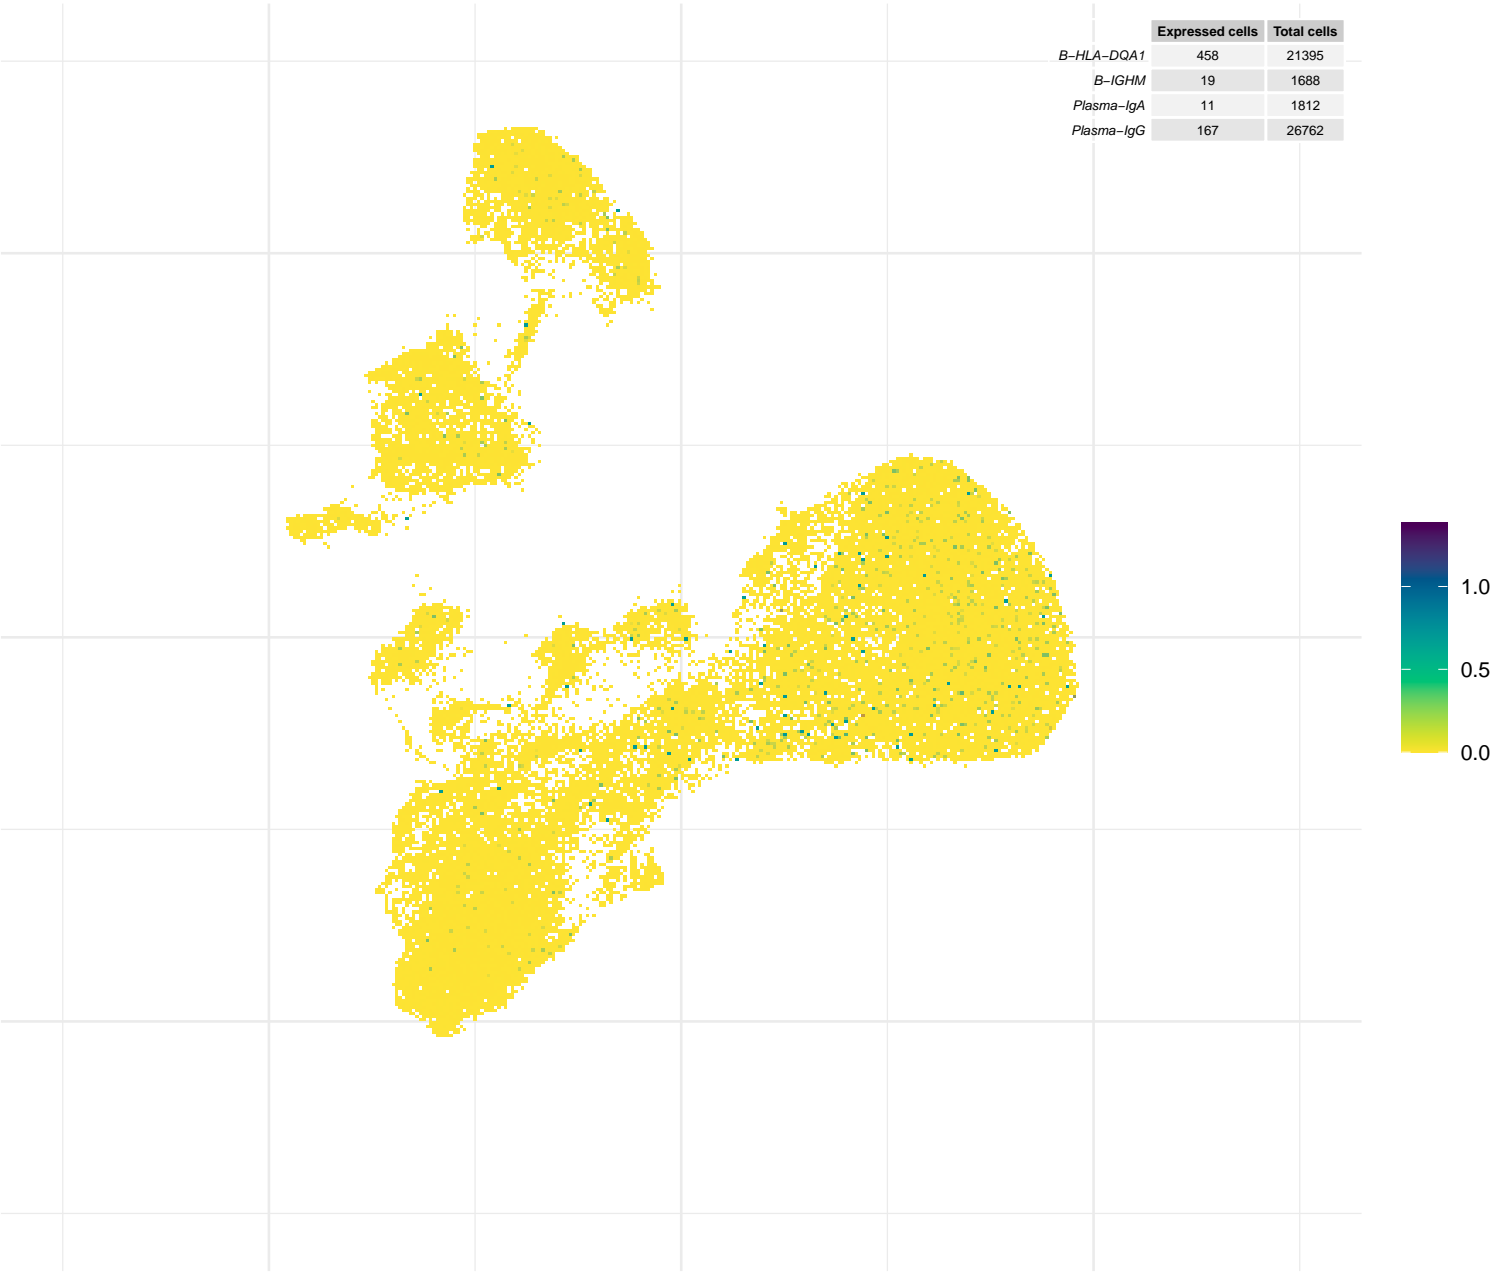 Expressed cells Total cells
B−HLA−DQA1 458 21395
B−IGHM 19 1688
Plasma−IgA 11 1812
Plasma−IgG 167 26762
1.0
0.5
0.0